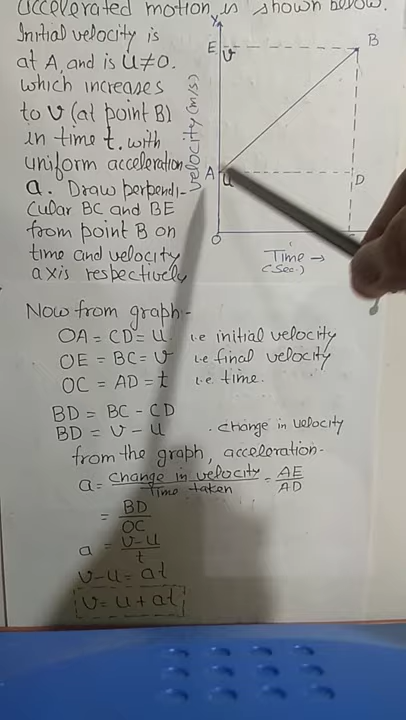 accelerated motion is shown below.
Initial velocity is
at A, and is u≠0.
which increases
to v (at point B)
in time t. with
uniform acceleration
a. Draw perpendi-
cular BC and BE
from point B on
time and velocity
axis respectively
Y
E
v
B
Velocity (m/s)
A
u
D
O
Time →
(Sec.)
Now from graph-
OA = CD = u. i.e initial velocity
OE = BC = v i.e final velocity
OC = AD = t i.e time.
BD = BC - CD
BD = v - u . change in velocity
from the graph, acceleration-
a = change in velocity / Time taken = AE / AD
= BD / OC
a = v-u / t
v-u = at
v = u + at